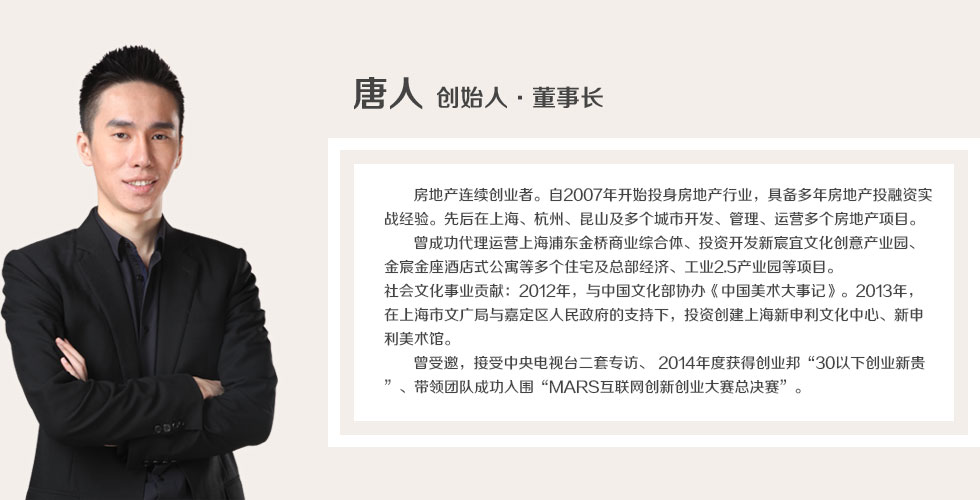 唐人 创始人·董事长
房地产连续创业者。自2007年开始投身房地产行业，具备多年房地产投融资实
战经验。先后在上海、杭州、昆山及多个城市开发、管理、运营多个房地产项目。
曾成功代理运营上海浦东金桥商业综合体、投资开发新宸宜文化创意产业园、
金宸金座酒店式公寓等多个住宅及总部经济、工业2.5产业园等项目。
社会文化事业贡献：2012年，与中国文化部协办《中国美术大事记》。2013年，
在上海市文广局与嘉定区人民政府的支持下，投资创建上海新申利文化中心、新申
利美术馆。
曾受邀，接受中央电视台二套专访、 2014年度获得创业邦“30以下创业新贵
”、带领团队成功入围“MARS互联网创新创业大赛总决赛”。